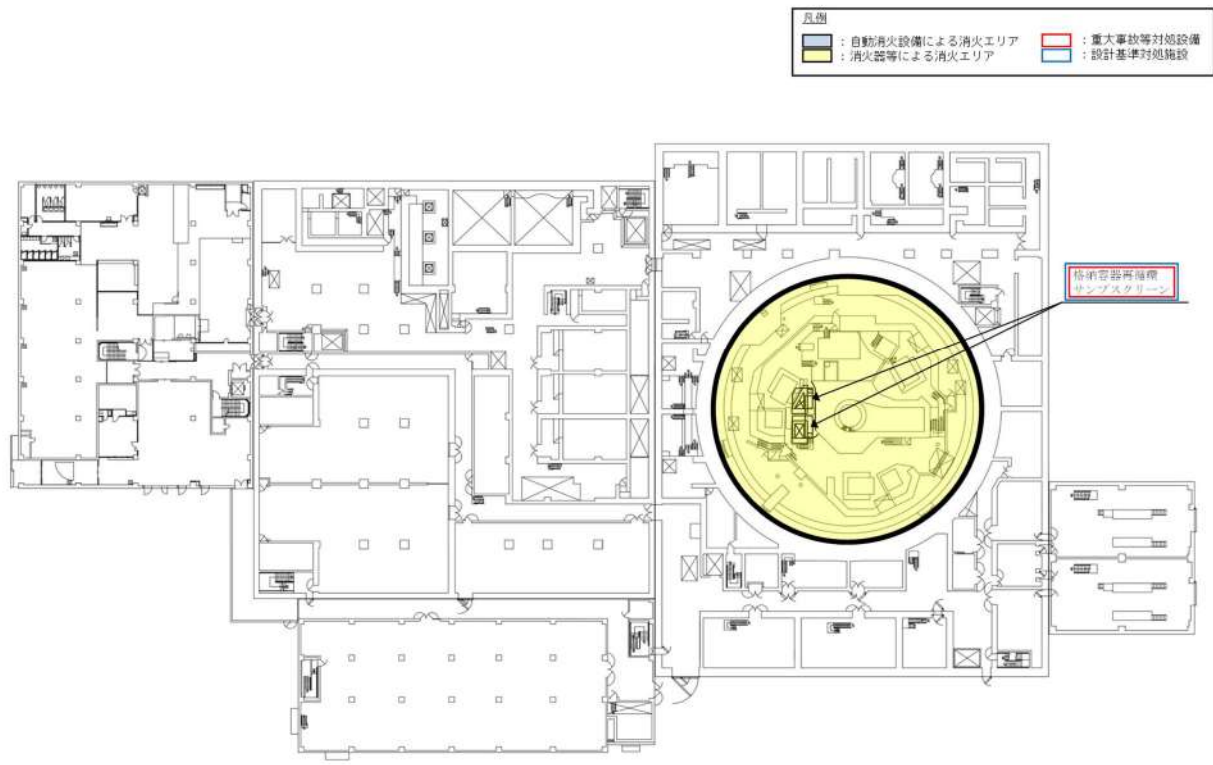 凡例
：自動消火設備による消火エリア
：重大事故等対処設備
：消火器等による消火エリア
：設計基準対処施設
格納容器再循環
サンプスクリーン